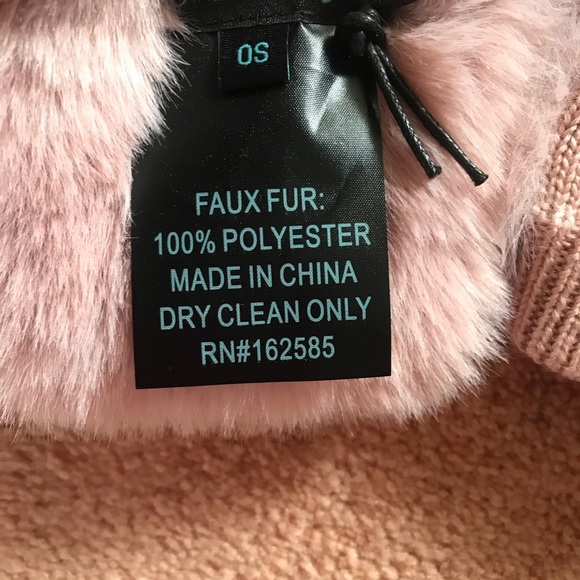 OS
FAUX FUR:
100% POLYESTER
MADE IN CHINA
DRY CLEAN ONLY
RN#162585